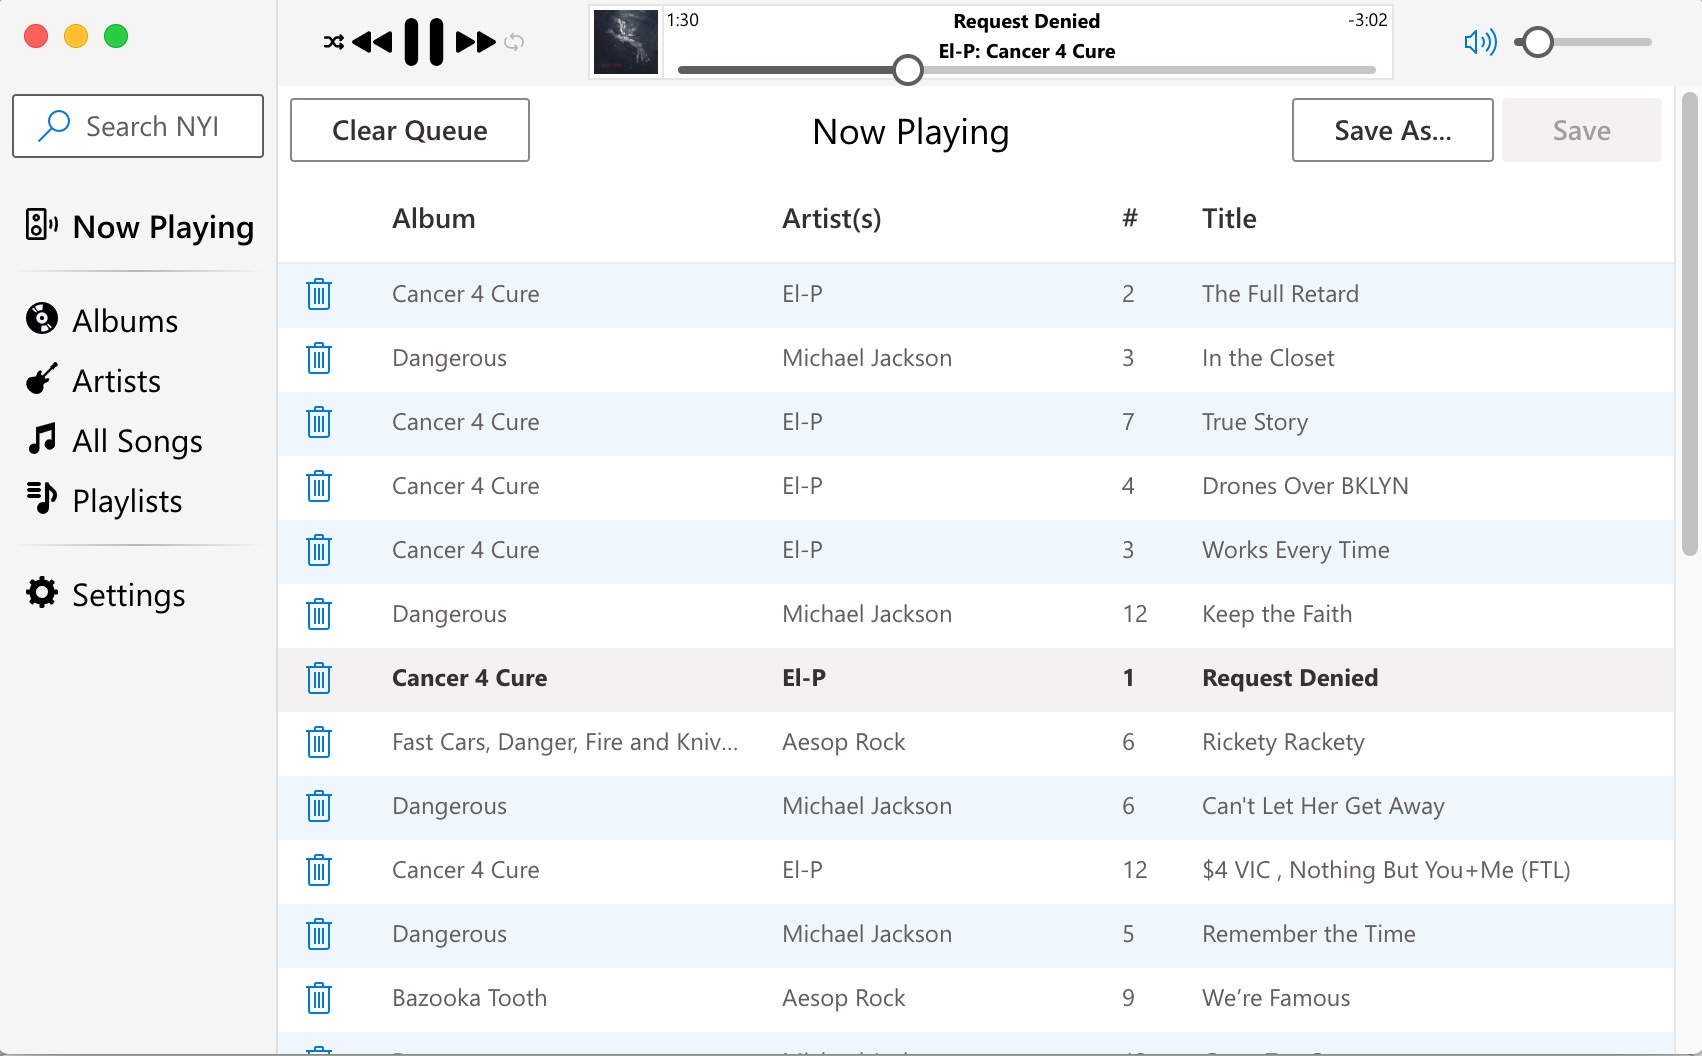 1:30
Request Denied
-3:02
El-P: Cancer 4 Cure
Search NYI
Now Playing
Albums
Artists
All Songs
Playlists
Settings
Clear Queue
Now Playing
Save As...
Save
Album Artist(s) # Title
Cancer 4 Cure El-P 2 The Full Retard
Dangerous Michael Jackson 3 In the Closet
Cancer 4 Cure El-P 7 True Story
Cancer 4 Cure El-P 4 Drones Over BKLYN
Cancer 4 Cure El-P 3 Works Every Time
Dangerous Michael Jackson 12 Keep the Faith
Cancer 4 Cure El-P 1 Request Denied
Fast Cars, Danger, Fire and Kniv... Aesop Rock 6 Rickety Rackety
Dangerous Michael Jackson 6 Can't Let Her Get Away
Cancer 4 Cure El-P 12 $4 VIC , Nothing But You+Me (FTL)
Dangerous Michael Jackson 5 Remember the Time
Bazooka Tooth Aesop Rock 9 We’re Famous